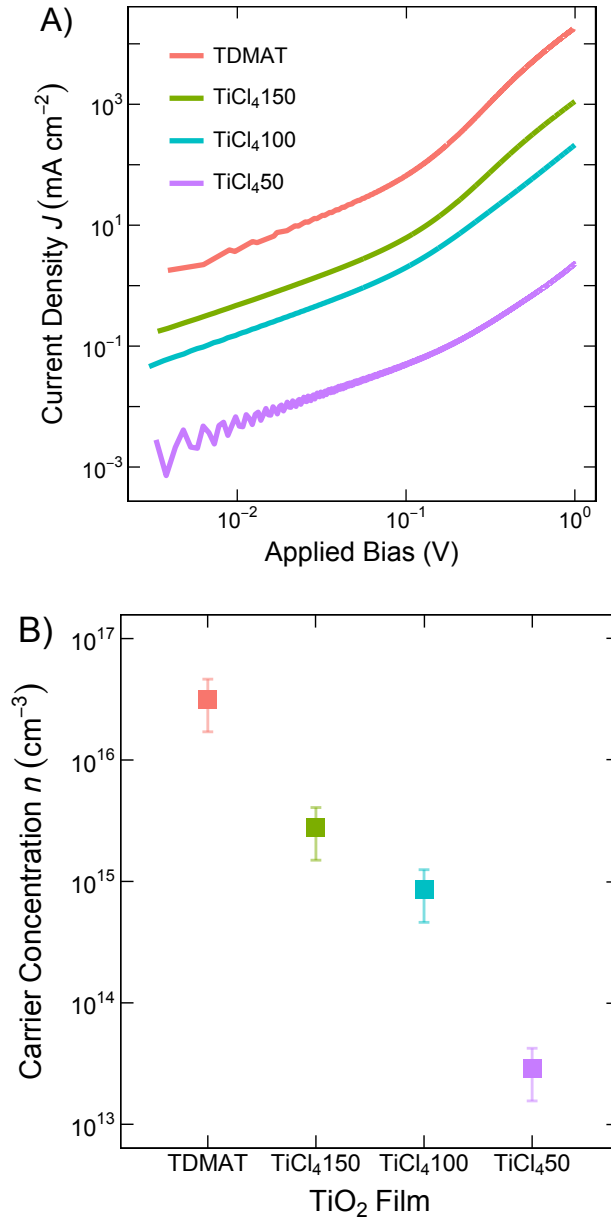 A)
TDMAT
TiCl₄150
TiCl₄100
TiCl₄50
Current Density J (mA cm⁻²)
10³
10¹
10⁻¹
10⁻³
10⁻²
10⁻¹
10⁰
Applied Bias (V)
B)
Carrier Concentration n (cm⁻³)
10¹⁷
10¹⁶
10¹⁵
10¹⁴
10¹³
TDMAT
TiCl₄150
TiCl₄100
TiCl₄50
TiO₂ Film